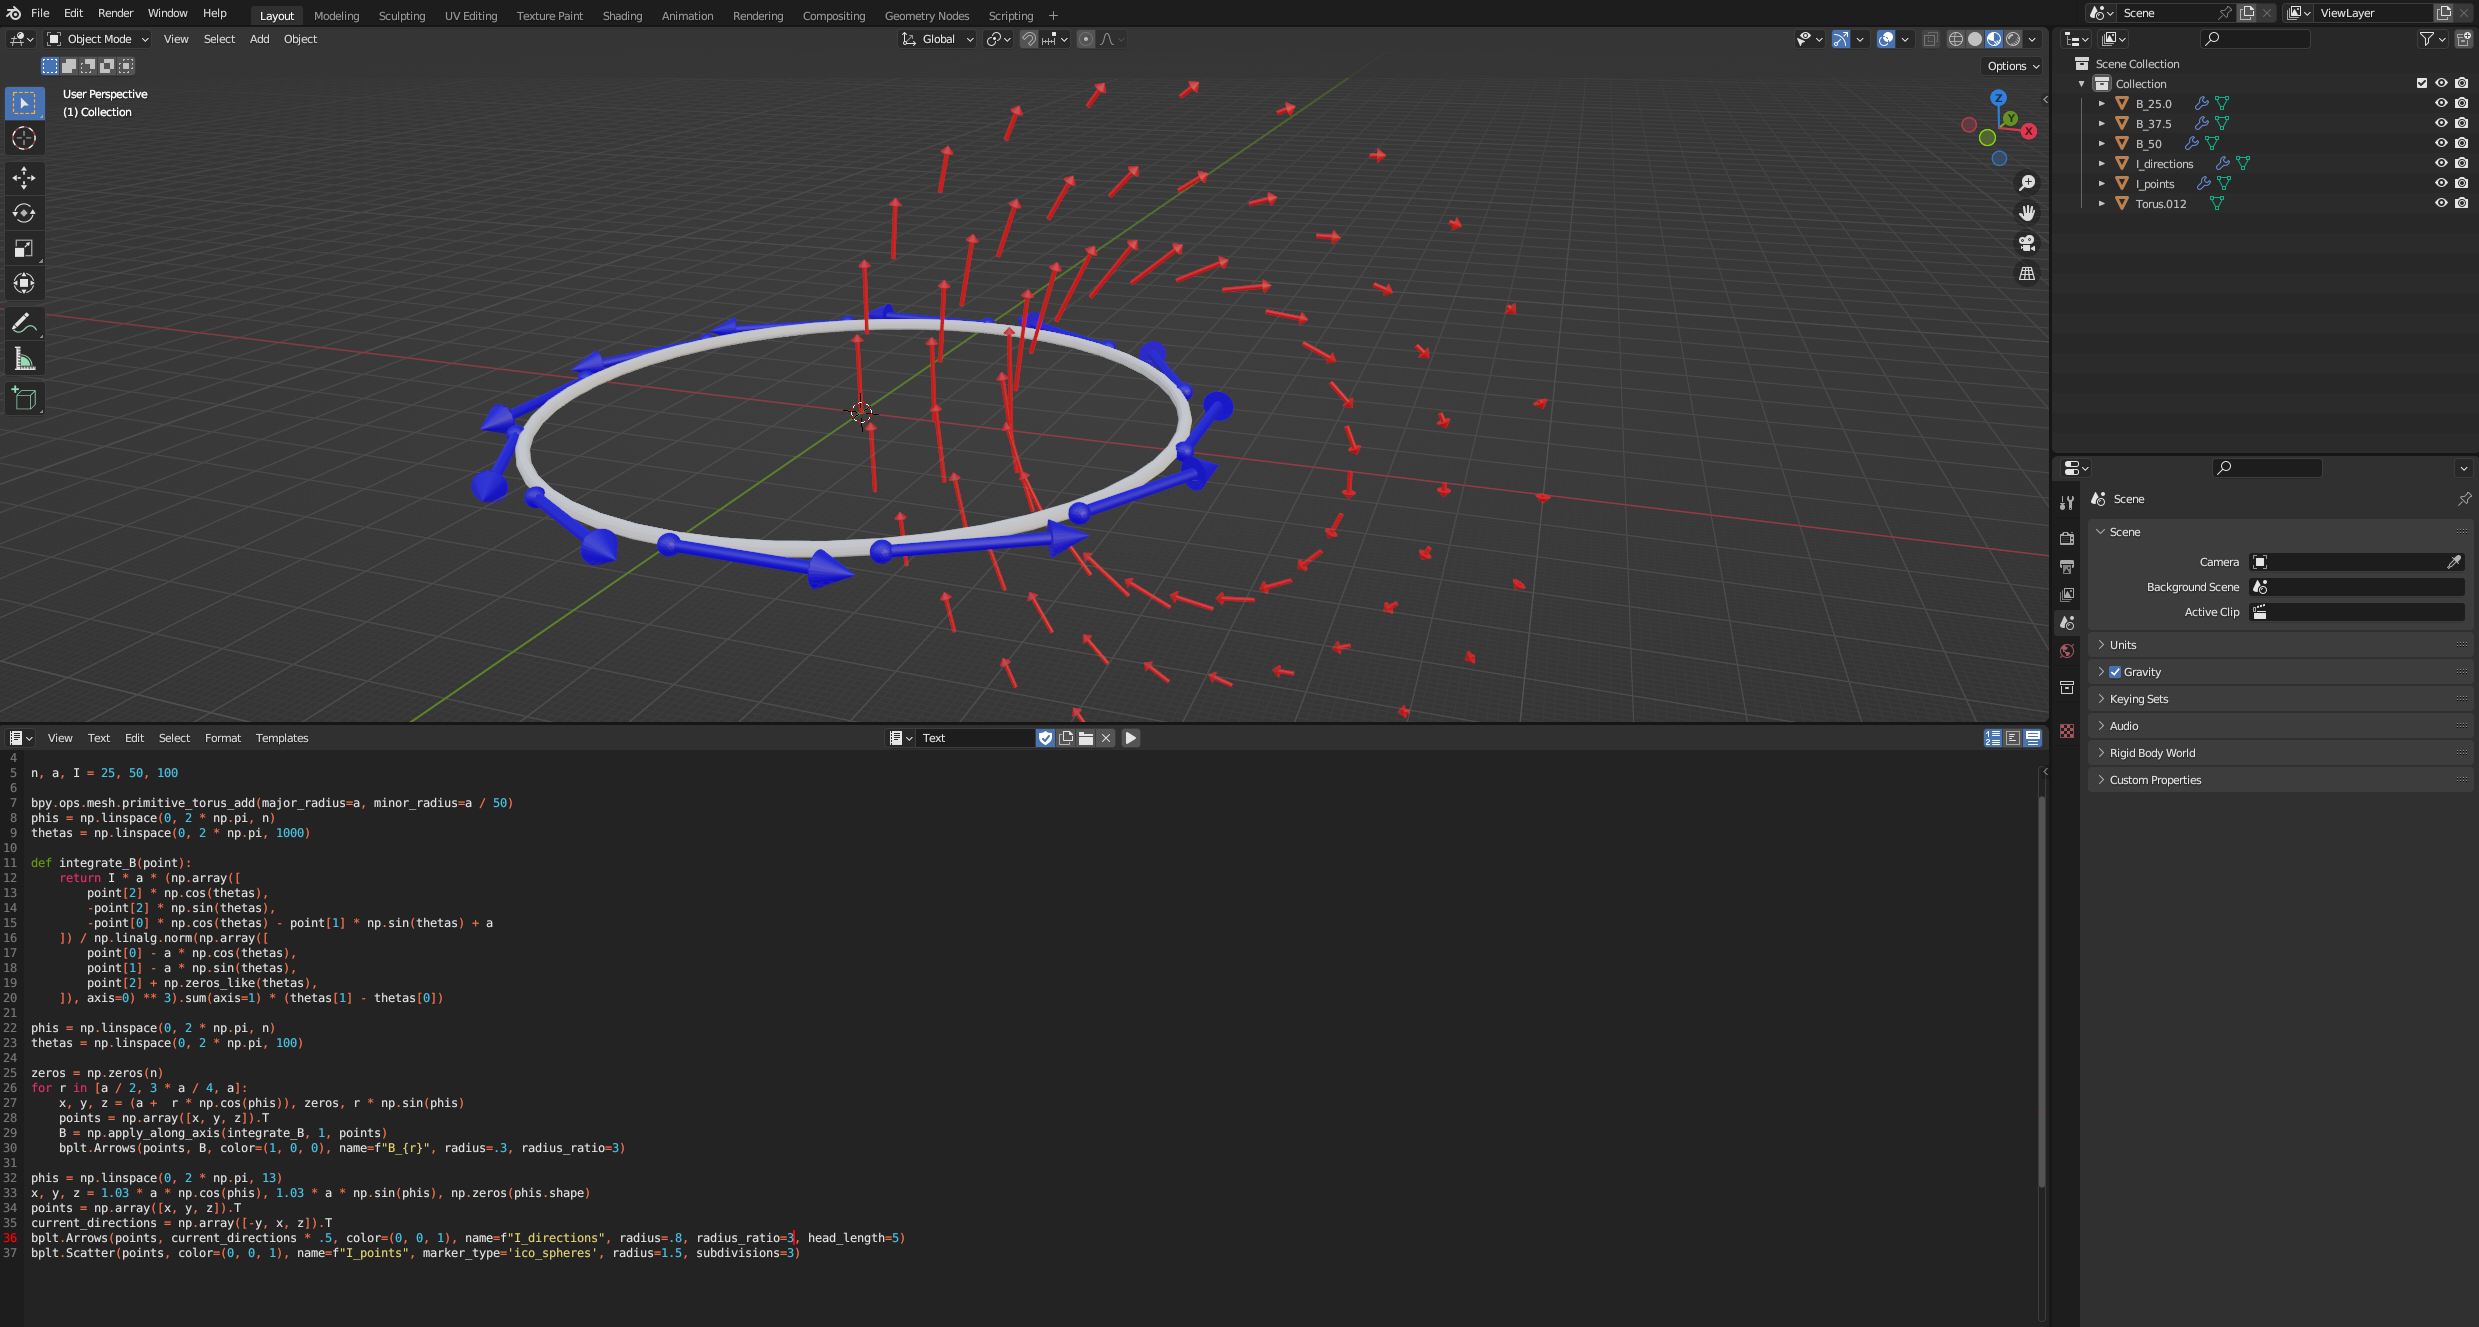 File Edit Render Window Help Layout Modeling Sculpting UV Editing Texture Paint Shading Animation Rendering Compositing Geometry Nodes Scripting + Scene ViewLayer
Object Mode View Select Add Object Global
Options
User Perspective
(1) Collection
Z
Y
X
Scene Collection
Collection
B_25.0
B_37.5
B_50
I_directions
I_points
Torus.012
Scene
Scene
Camera
Background Scene
Active Clip
Units
Gravity
Keying Sets
Audio
Rigid Body World
Custom Properties
View Text Edit Select Format Templates Text
4
5 n, a, I = 25, 50, 100
6
7 bpy.ops.mesh.primitive_torus_add(major_radius=a, minor_radius=a / 50)
8 phis = np.linspace(0, 2 * np.pi, n)
9 thetas = np.linspace(0, 2 * np.pi, 1000)
10
11 def integrate_B(point):
12     return I * a * (np.array([
13         point[2] * np.cos(thetas),
14         -point[2] * np.sin(thetas),
15         -point[0] * np.cos(thetas) - point[1] * np.sin(thetas) + a
16     ]) / np.linalg.norm(np.array([
17         point[0] - a * np.cos(thetas),
18         point[1] - a * np.sin(thetas),
19         point[2] + np.zeros_like(thetas),
20     ]), axis=0) ** 3).sum(axis=1) * (thetas[1] - thetas[0])
21
22 phis = np.linspace(0, 2 * np.pi, n)
23 thetas = np.linspace(0, 2 * np.pi, 100)
24
25 zeros = np.zeros(n)
26 for r in [a / 2, 3 * a / 4, a]:
27     x, y, z = (a +  r * np.cos(phis)), zeros, r * np.sin(phis)
28     points = np.array([x, y, z]).T
29     B = np.apply_along_axis(integrate_B, 1, points)
30     bplt.Arrows(points, B, color=(1, 0, 0), name=f"B_{r}", radius=.3, radius_ratio=3)
31
32 phis = np.linspace(0, 2 * np.pi, 13)
33 x, y, z = 1.03 * a * np.cos(phis), 1.03 * a * np.sin(phis), np.zeros(phis.shape)
34 points = np.array([x, y, z]).T
35 current_directions = np.array([-y, x, z]).T
36 bplt.Arrows(points, current_directions * .5, color=(0, 0, 1), name=f"I_directions", radius=.8, radius_ratio=3, head_length=5)
37 bplt.Scatter(points, color=(0, 0, 1), name=f"I_points", marker_type='ico_spheres', radius=1.5, subdivisions=3)